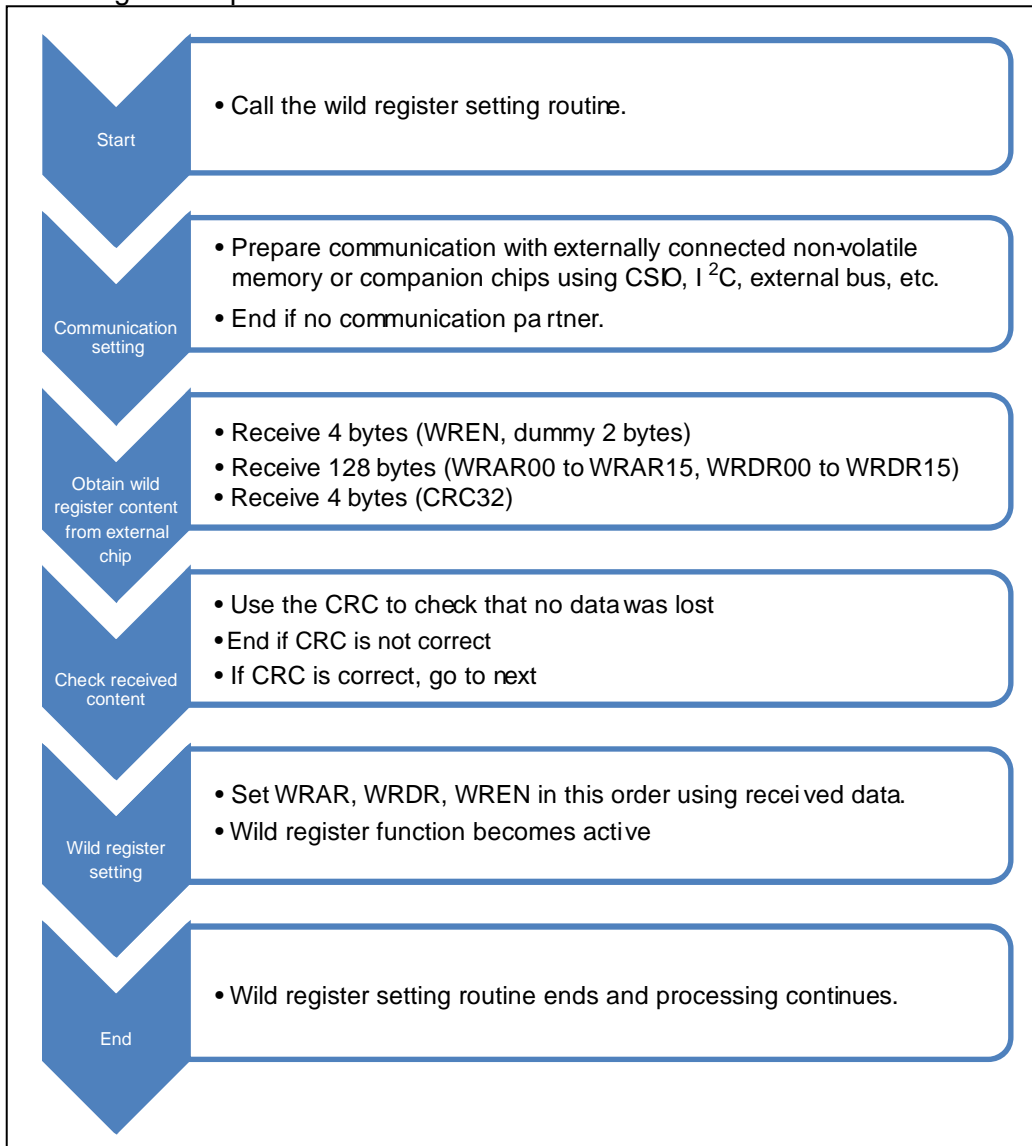 Start
• Call the wild register setting routine.
Communication
setting
• Prepare communication with externally connected non-volatile
memory or companion chips using CSIO, I 2C, external bus, etc.
• End if no communication pa rtner.
Obtain wild
register content
from external
chip
• Receive 4 bytes (WREN, dummy 2 bytes)
• Receive 128 bytes (WRAR00 to WRAR15, WRDR00 to WRDR15)
• Receive 4 bytes (CRC32)
Check received
content
• Use the CRC to check that no data was lost
• End if CRC is not correct
• If CRC is correct, go to next
Wild register
setting
• Set WRAR, WRDR, WREN in this order using recei ved data.
• Wild register function becomes active
End
• Wild register setting routine ends and processing continues.